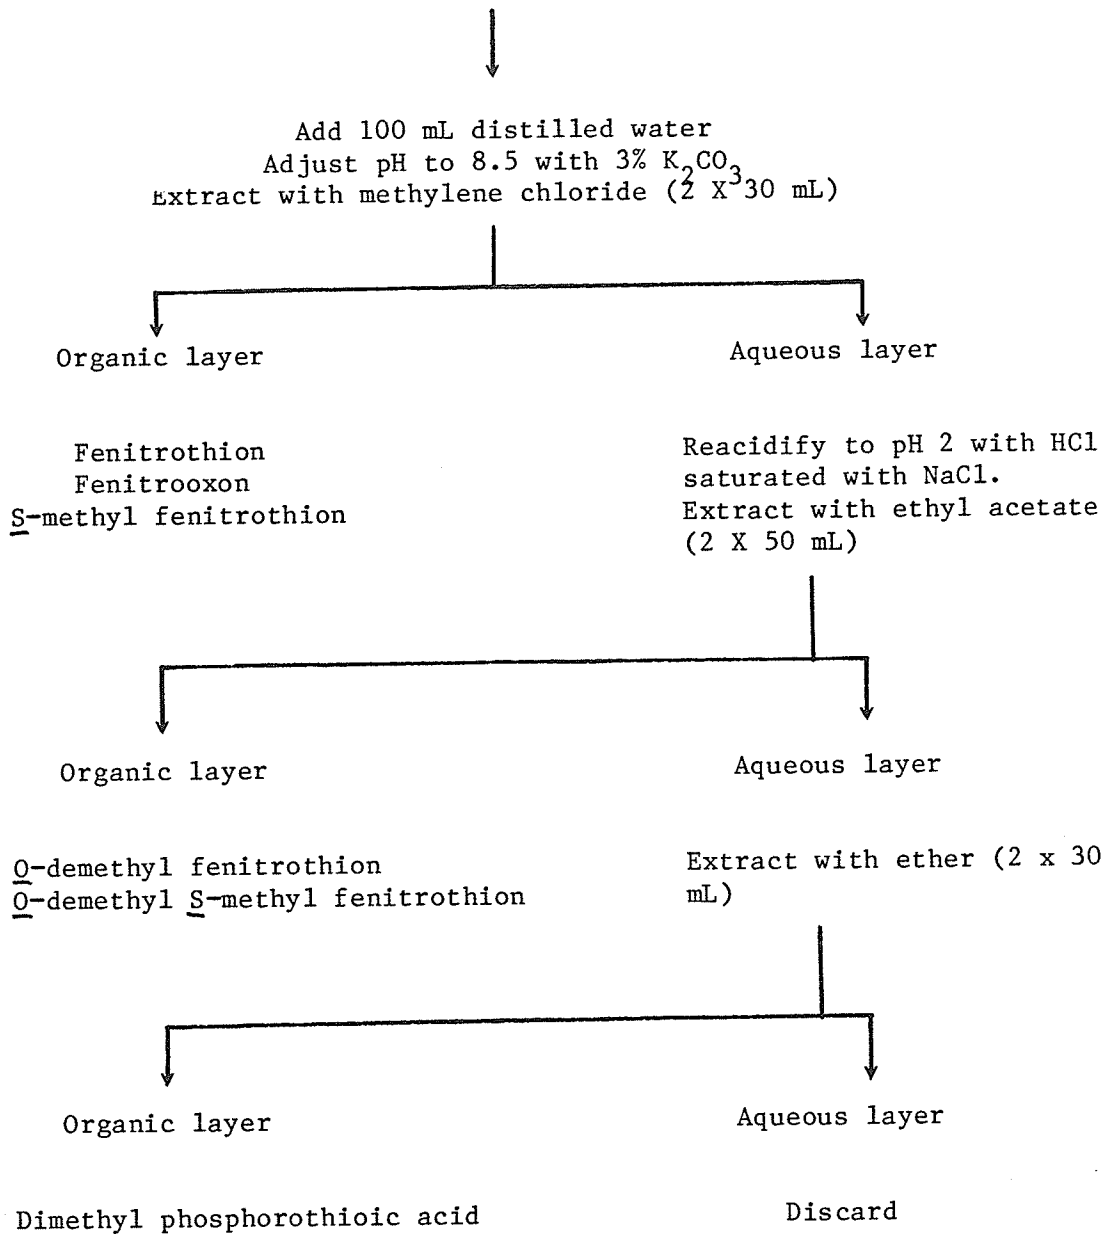 Add 100 mL distilled water
Adjust pH to 8.5 with 3% K2CO3
Extract with methylene chloride (2 X 30 mL)
Organic layer
Aqueous layer
Fenitrothion
Fenitrooxon
S-methyl fenitrothion
Reacidify to pH 2 with HCl
saturated with NaCl.
Extract with ethyl acetate
(2 X 50 mL)
Organic layer
Aqueous layer
O-demethyl fenitrothion
O-demethyl S-methyl fenitrothion
Extract with ether (2 x 30
mL)
Organic layer
Aqueous layer
Dimethyl phosphorothioic acid
Discard